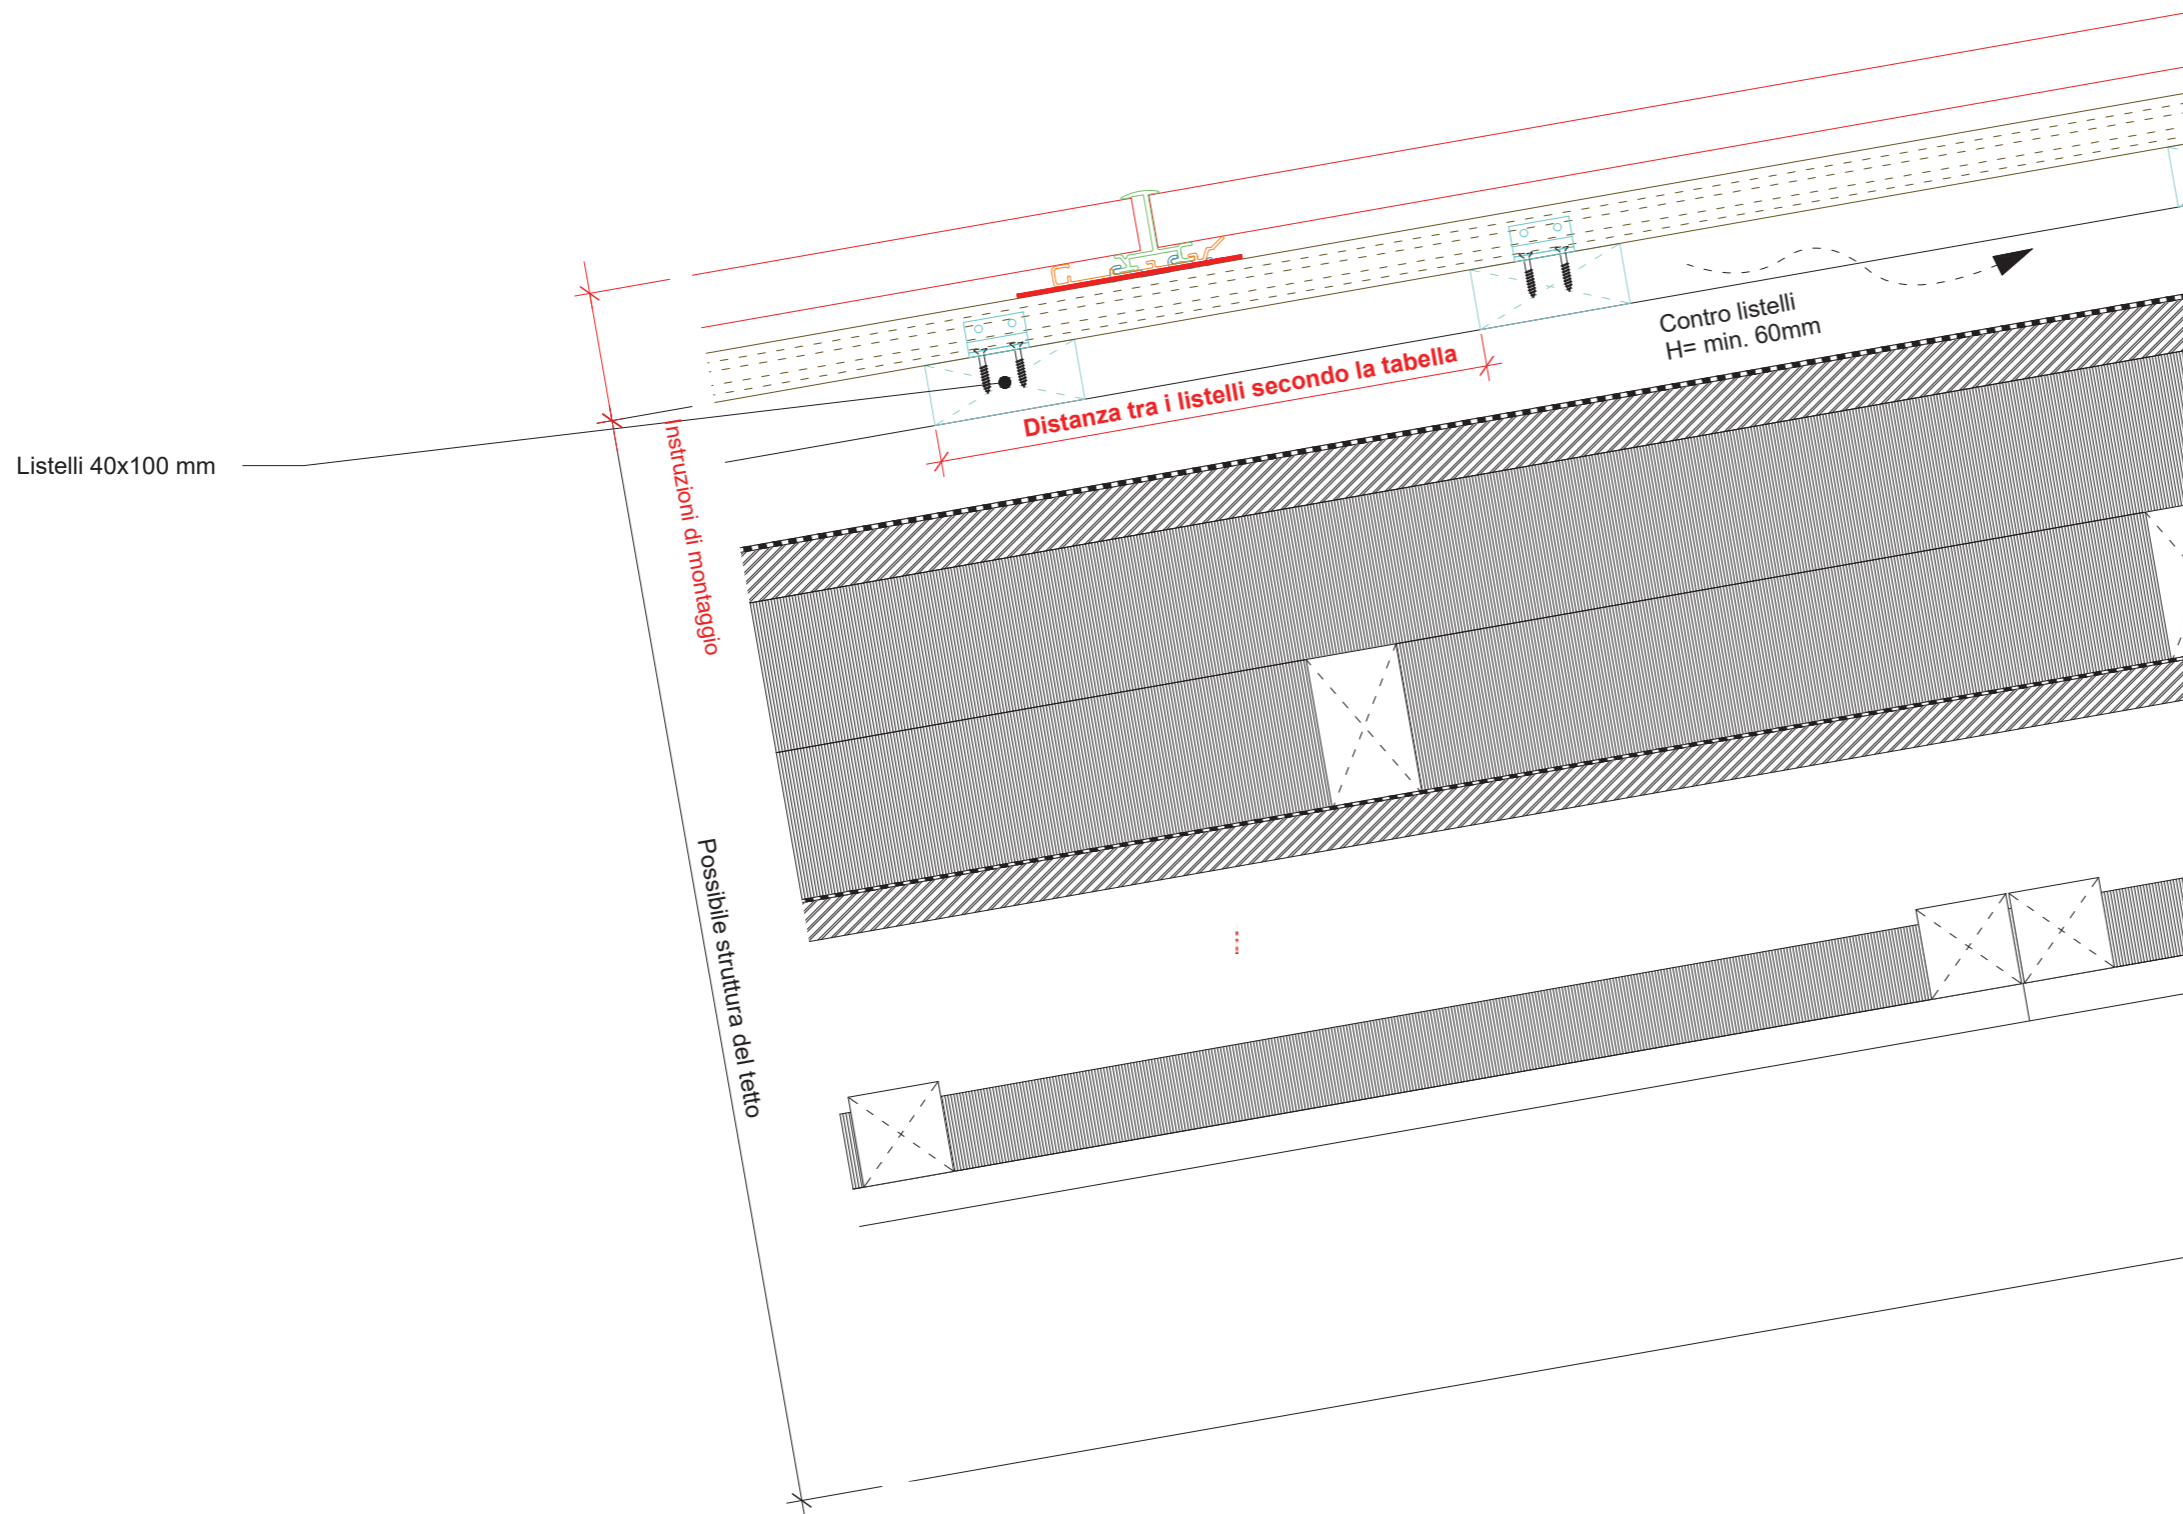 Contro listelli
H= min. 60mm
Distanza tra i listelli secondo la tabella
Listelli 40x100 mm
Instruzioni di montaggio
Possibile struttura del tetto